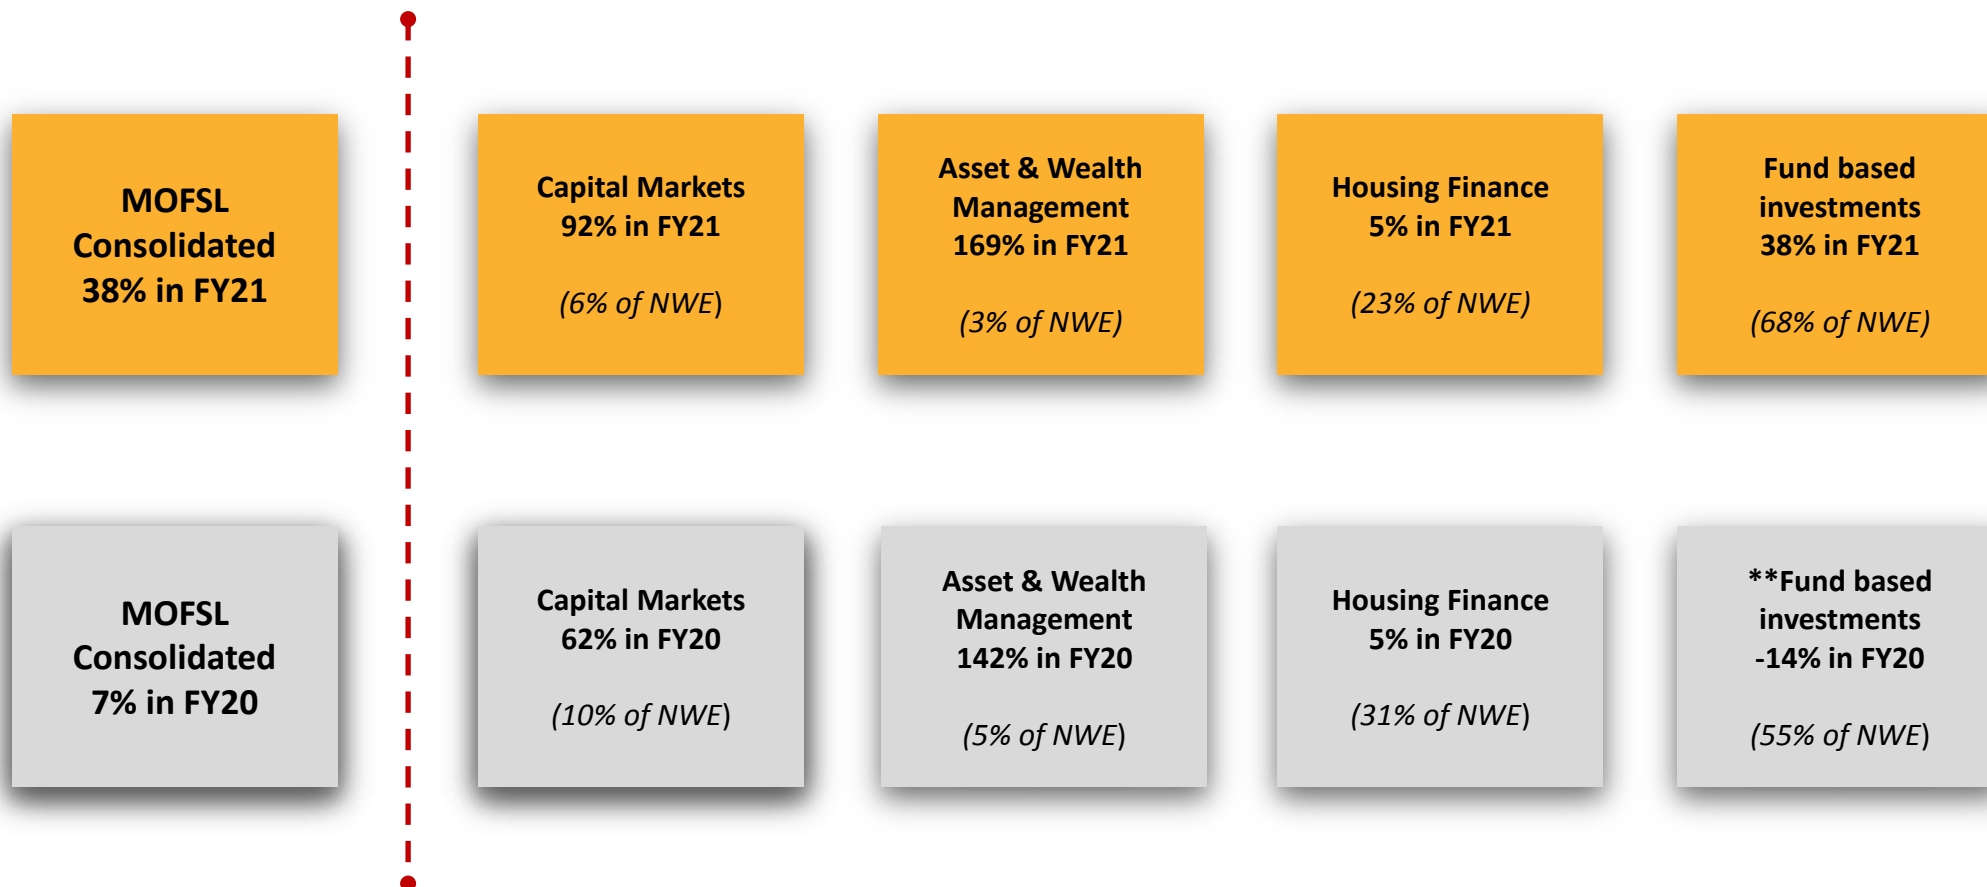 MOFSL
Consolidated
38% in FY21
Capital Markets
92% in FY21
(6% of NWE)
Asset & Wealth
Management
169% in FY21
(3% of NWE)
Housing Finance
5% in FY21
(23% of NWE)
Fund based
investments
38% in FY21
(68% of NWE)
MOFSL
Consolidated
7% in FY20
Capital Markets
62% in FY20
(10% of NWE)
Asset & Wealth
Management
142% in FY20
(5% of NWE)
Housing Finance
5% in FY20
(31% of NWE)
**Fund based
investments
-14% in FY20
(55% of NWE)